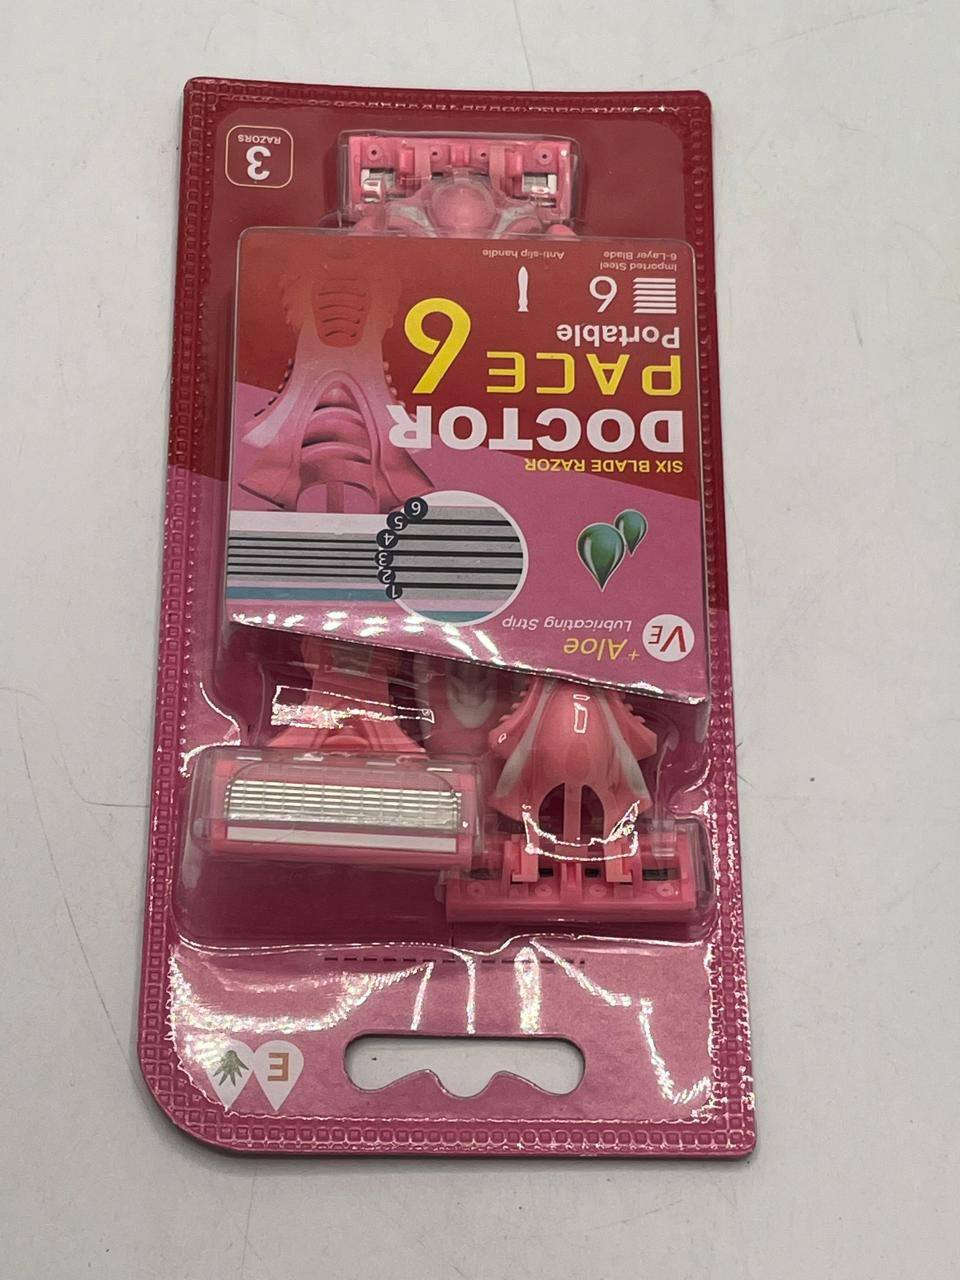 E
VE
+Aloe
Lubricating Strip
1
2
3
4
5
6
SIX BLADE RAZOR
DOCTOR
PACE 6
Portable
6
Imported Steel
6-Layer Blade
Anti-slip handle
3
RAZORS